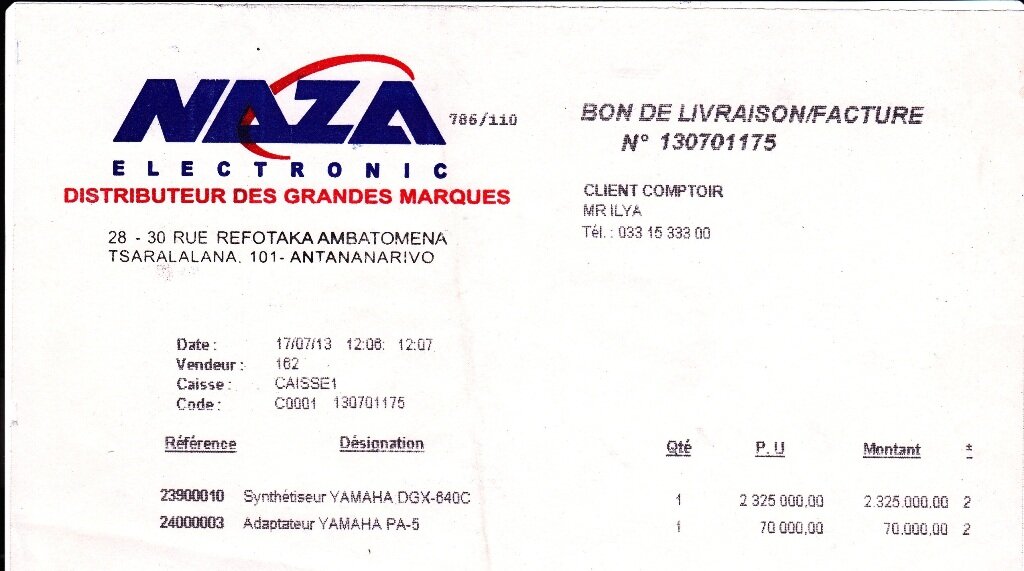 NAZA
786/110
ELECTRONIC
DISTRIBUTEUR DES GRANDES MARQUES
28 - 30 RUE REFOTAKA AMBATOMENA
TSARALALANA. 101- ANTANANARIVO
BON DE LIVRAISON/FACTURE
N° 130701175
CLIENT COMPTOIR
MR ILYA
Tél. : 033 15 333 00
Date : 17/07/13 12:06: 12:07
Vendeur : 162
Caisse : CAISSE1
Code : C0001 130701175
Référence Désignation Qté P. U Montant ±
23900010 Synthétiseur YAMAHA DGX-640C 1 2 325 000,00 2.325.000,00 2
24000003 Adaptateur YAMAHA PA-5 1 70 000,00 70.000,00 2